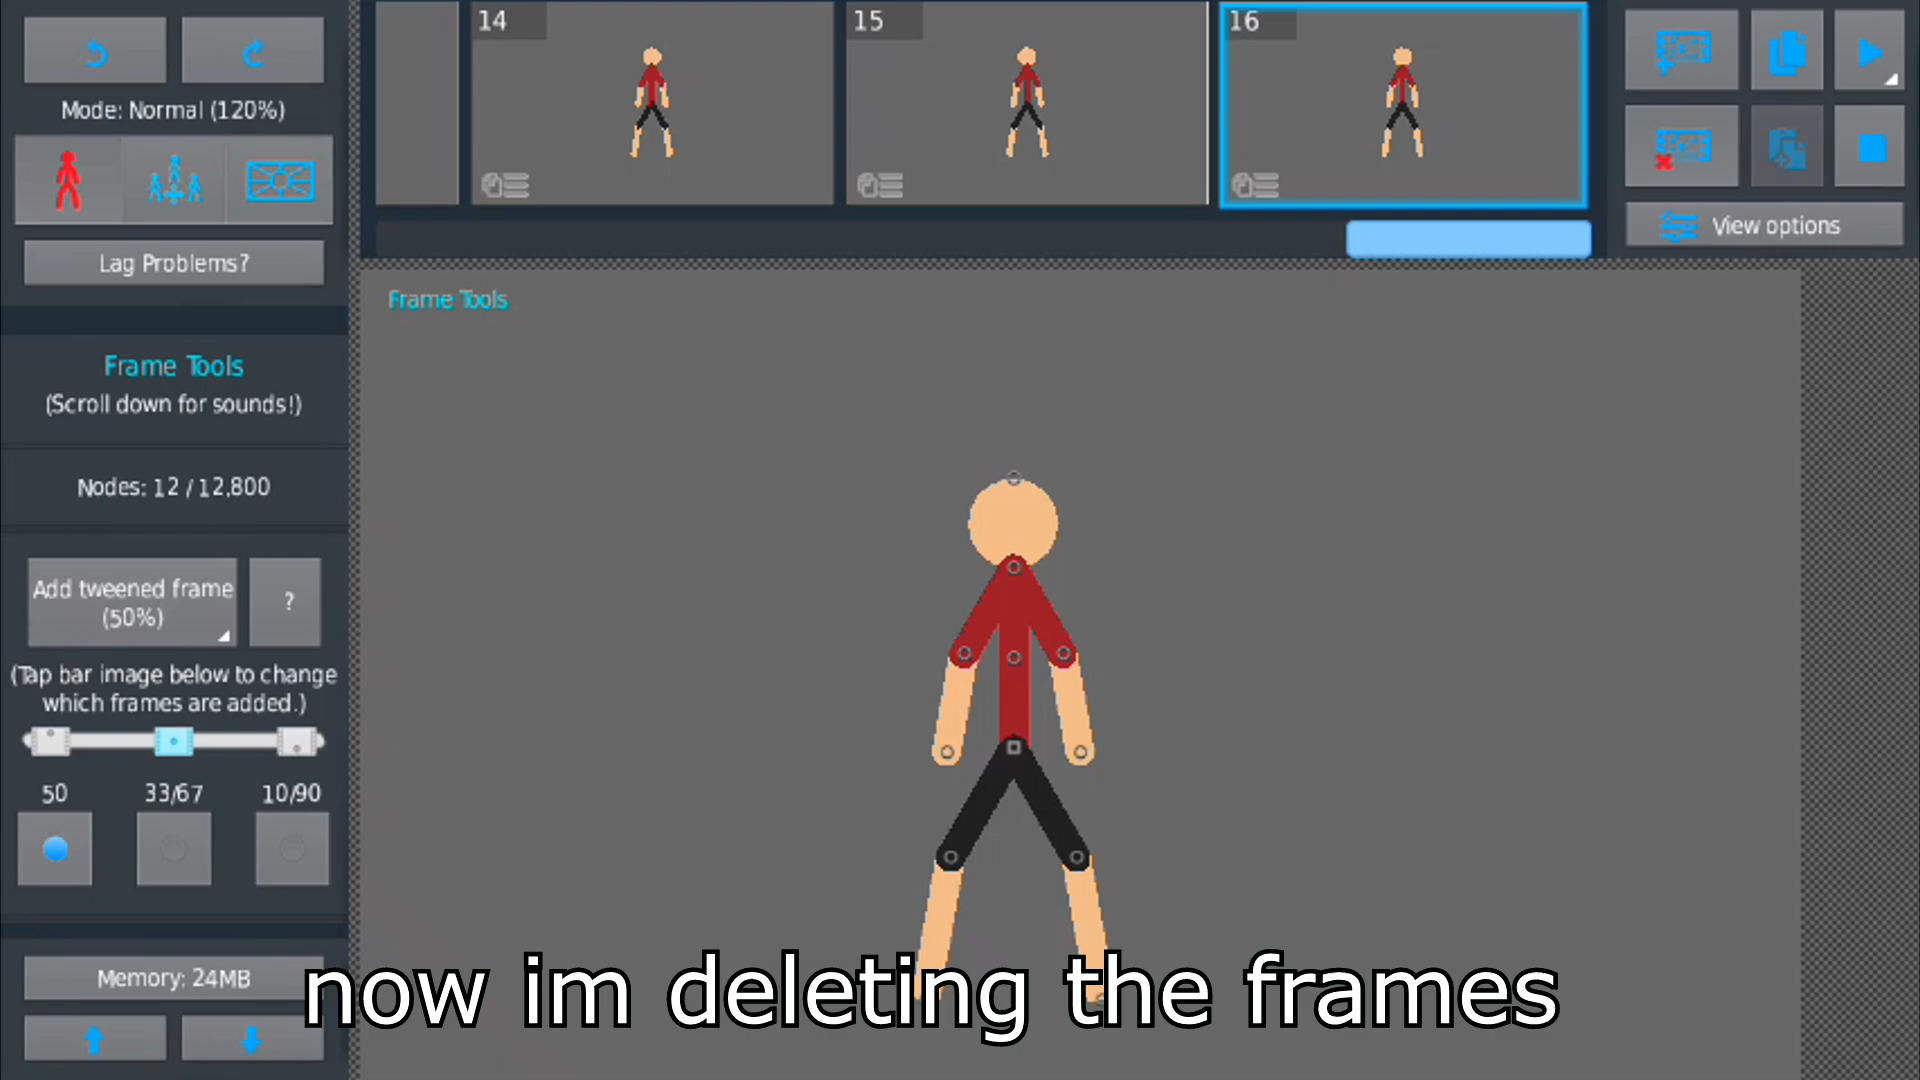 14
15
16
Mode: Normal (120%)
View options
Lag Problems?
Frame Tools
Frame Tools
(Scroll down for sounds!)
Nodes: 12 / 12,800
Add tweened frame
(50%)
?
(Tap bar image below to change
which frames are added.)
50
33/67
10/90
Memory: 24MB
now im deleting the frames